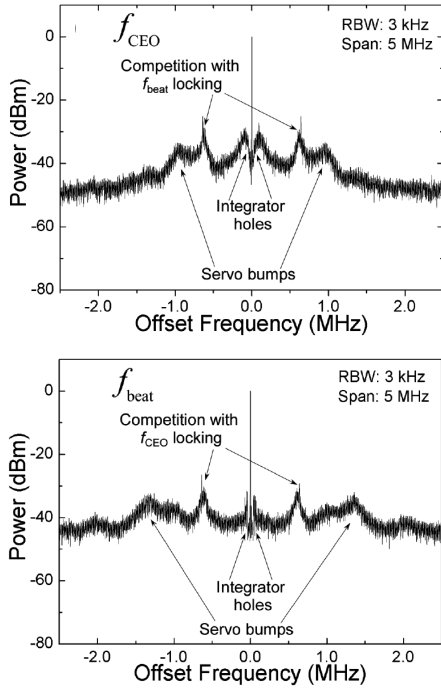 f_CEO
RBW: 3 kHz
Span: 5 MHz
Competition with
f_beat locking
Integrator
holes
Servo bumps
Power (dBm)
0
-20
-40
-60
-80
-2.0 -1.0 0.0 1.0 2.0
Offset Frequency (MHz)
f_beat
RBW: 3 kHz
Span: 5 MHz
Competition with
f_CEO locking
Integrator
holes
Servo bumps
Power (dBm)
0
-20
-40
-60
-80
-2.0 -1.0 0.0 1.0 2.0
Offset Frequency (MHz)